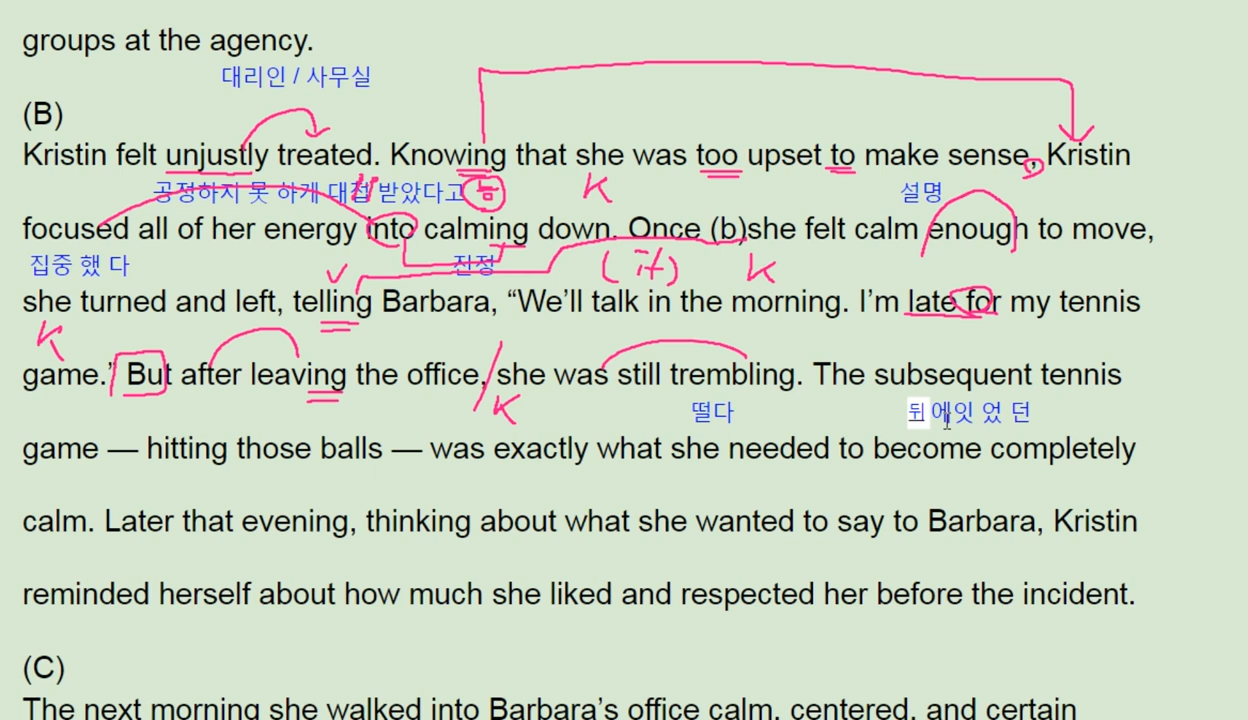 groups at the agency.
대리인 / 사무실
(B)
Kristin felt unjustly treated. Knowing that she was too upset to make sense, Kristin
공정하지 못 하게 대접 받았다고 늠 K 설명
focused all of her energy into calming down. Once (b)she felt calm enough to move,
집중 했 다 진정 (it) K
she turned and left, telling Barbara, “We’ll talk in the morning. I’m late for my tennis
K
game.” But after leaving the office, she was still trembling. The subsequent tennis
K 떨다 뒤에잇 었 던
game — hitting those balls — was exactly what she needed to become completely
calm. Later that evening, thinking about what she wanted to say to Barbara, Kristin
reminded herself about how much she liked and respected her before the incident.
(C)
The next morning she walked into Barbara’s office calm, centered, and certain